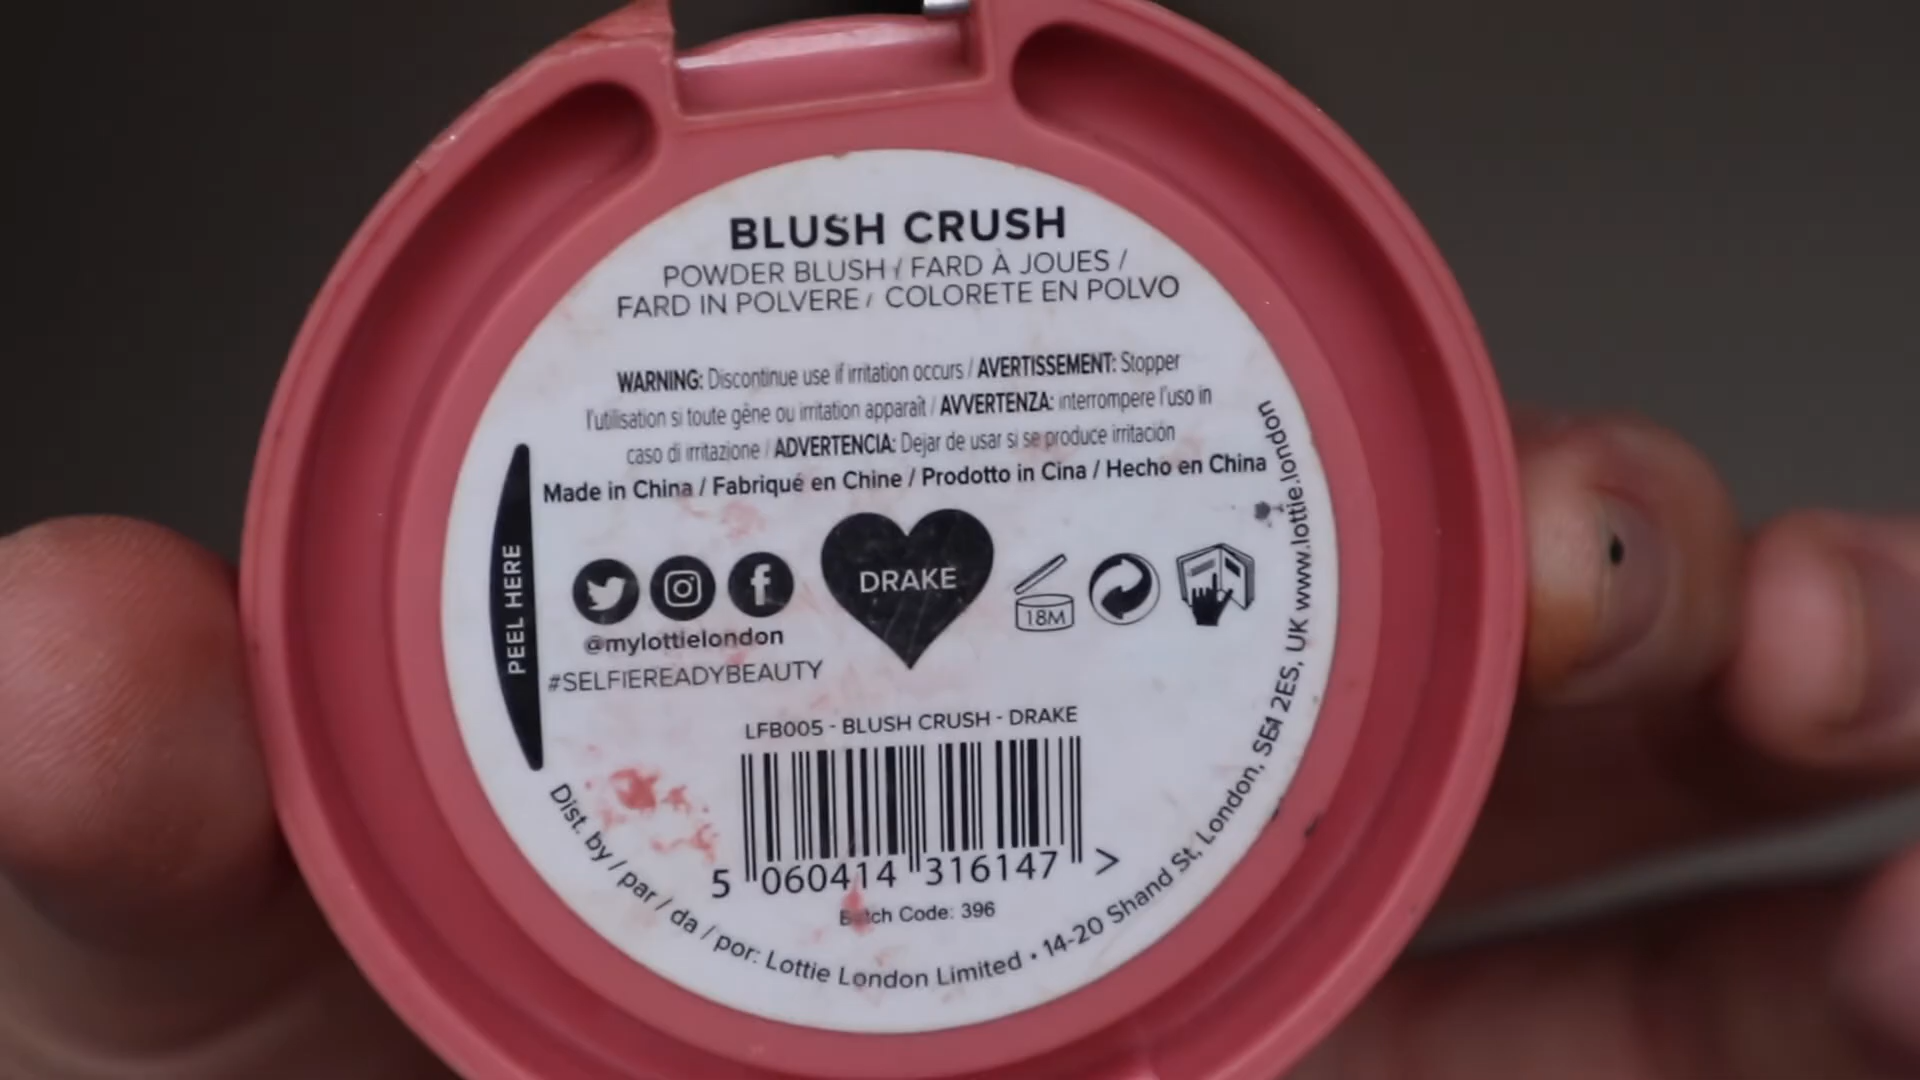 BLUSH CRUSH
POWDER BLUSH / FARD À JOUES /
FARD IN POLVERE / COLORETE EN POLVO
WARNING: Discontinue use if irritation occurs / AVERTISSEMENT: Stopper
l'utilisation si toute gêne ou irritation apparaît / AVVERTENZA: interrompere l'uso in
caso di irritazione / ADVERTENCIA: Dejar de usar si se produce irritación
Made in China / Fabriqué en Chine / Prodotto in Cina / Hecho en China
PEEL HERE
DRAKE
18M
@mylottielondon
#SELFIEREADYBEAUTY
LFB005 - BLUSH CRUSH - DRAKE
5 060414 316147 >
Batch Code: 396
Dist. by / par / da / por: Lottie London Limited • 14-20 Shand St, London, SE1 2ES, UK www.lottie.london